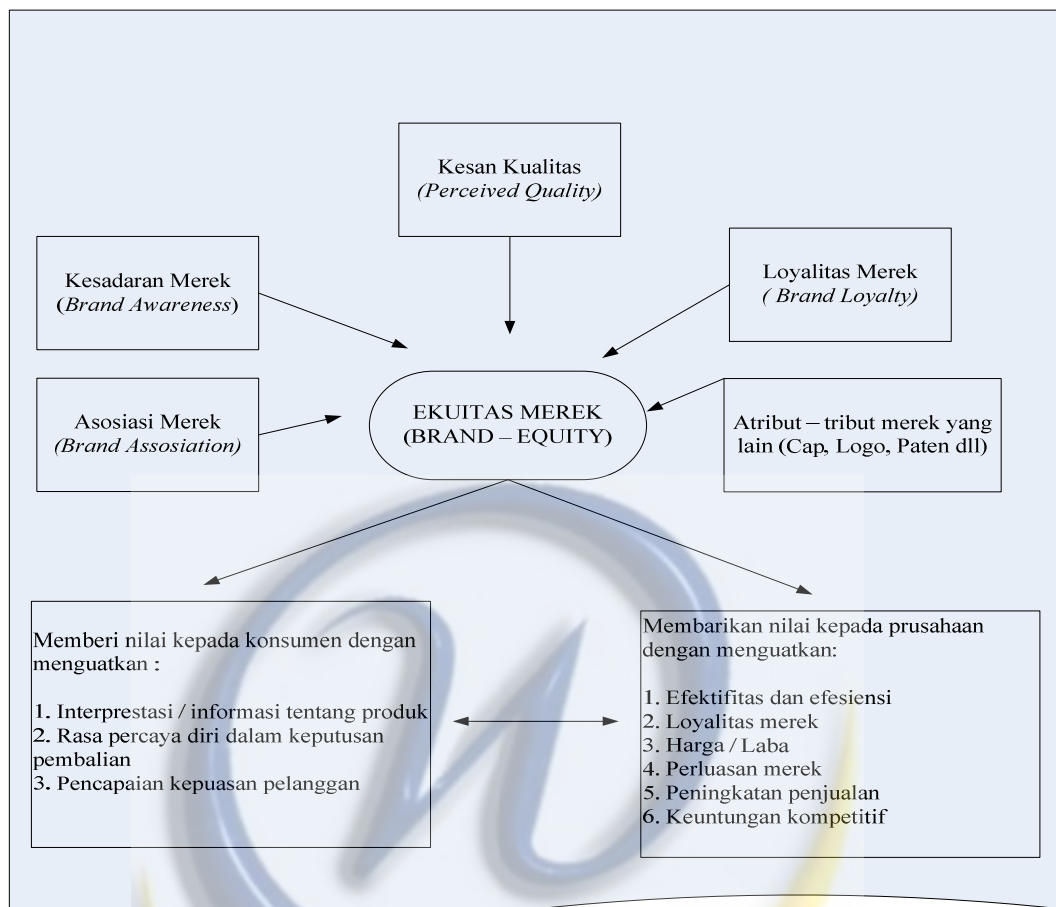 Kesan Kualitas
(Perceived Quality)
Kesadaran Merek
(Brand Awareness)
Loyalitas Merek
( Brand Loyalty)
Asosiasi Merek
(Brand Assosiation)
EKUITAS MEREK
(BRAND – EQUITY)
Atribut – tribut merek yang
lain (Cap, Logo, Paten dll)
Memberi nilai kepada konsumen dengan
menguatkan :
1. Interprestasi / informasi tentang produk
2. Rasa percaya diri dalam keputusan
pembalian
3. Pencapaian kepuasan pelanggan
Membarikan nilai kepada prusahaan
dengan menguatkan:
1. Efektifitas dan efesiensi
2. Loyalitas merek
3. Harga / Laba
4. Perluasan merek
5. Peningkatan penjualan
6. Keuntungan kompetitif